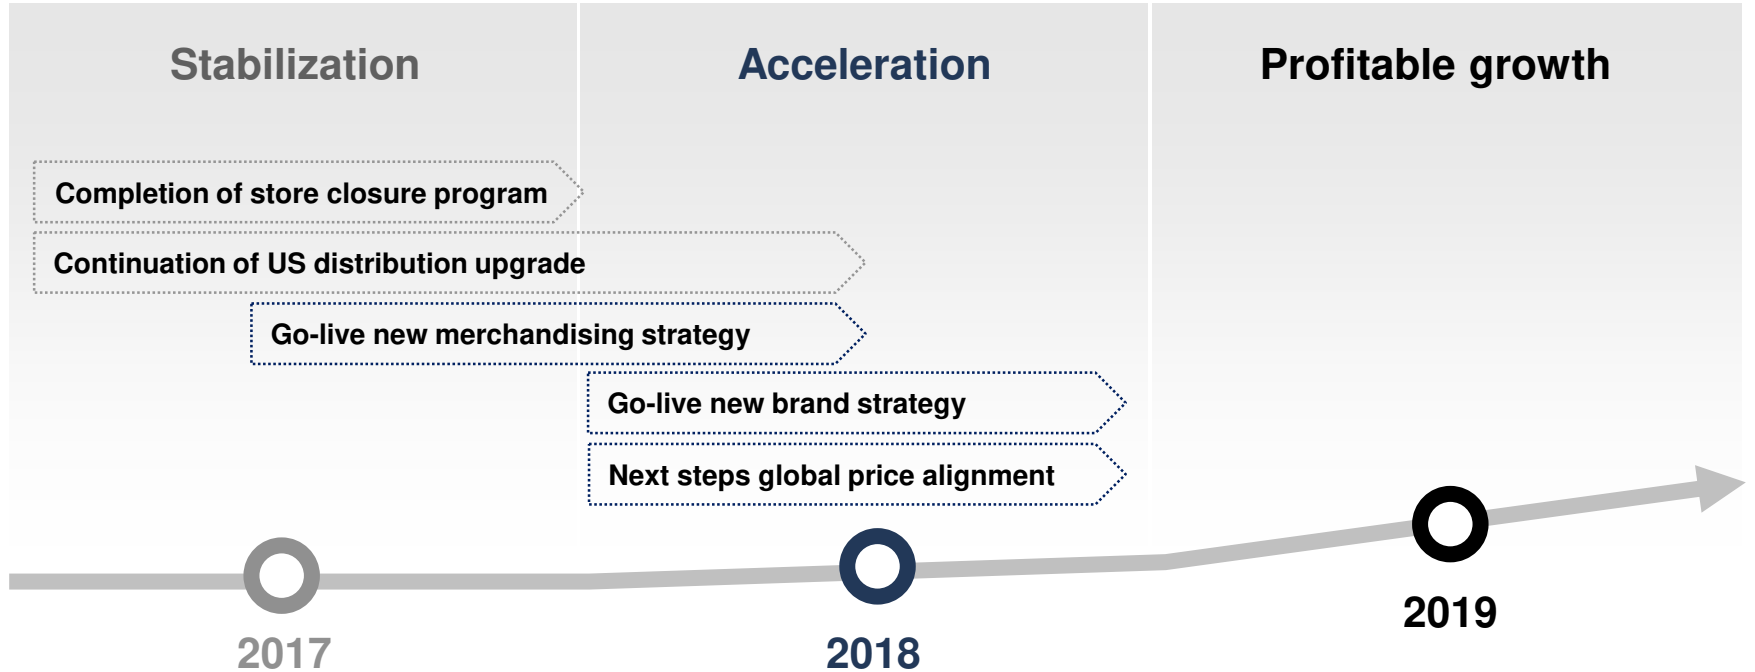 Stabilization
Acceleration
Profitable growth
Completion of store closure program
Continuation of US distribution upgrade
Go-live new merchandising strategy
Go-live new brand strategy
Next steps global price alignment
2017
2018
2019